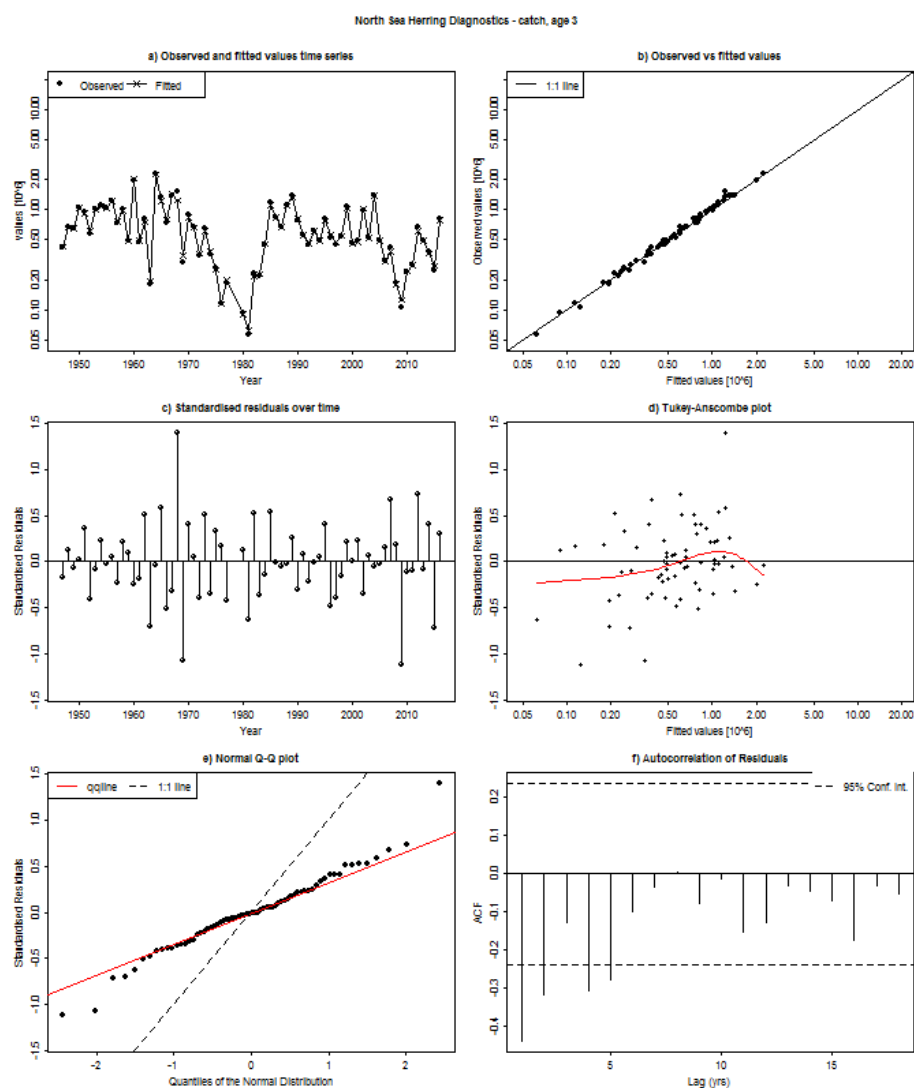 North Sea Herring Diagnostics - catch, age 3
a) Observed and fitted values time series
Observed Fitted
values [10^6]
0.05 0.10 0.20 0.50 1.00 2.00 5.00 10.00
1950 1960 1970 1980 1990 2000 2010
Year
b) Observed vs fitted values
1:1 line
Observed values [10^6]
0.05 0.10 0.20 0.50 1.00 2.00 5.00 10.00
0.05 0.10 0.20 0.50 1.00 2.00 5.00 10.00 20.00
Fitted values [10^6]
c) Standardised residuals over time
Standardised Residuals
-1.5 -1.0 -0.5 0.0 0.5 1.0 1.5
1950 1960 1970 1980 1990 2000 2010
Year
d) Tukey-Anscombe plot
Standardised Residuals
-1.5 -1.0 -0.5 0.0 0.5 1.0 1.5
0.05 0.10 0.20 0.50 1.00 2.00 5.00 10.00 20.00
Fitted values [10^6]
e) Normal Q-Q plot
qqline 1:1 line
Standardised Residuals
-1.5 -1.0 -0.5 0.0 0.5 1.0 1.5
-2 -1 0 1 2
Quantiles of the Normal Distribution
f) Autocorrelation of Residuals
95% Conf. Int.
ACF
-0.4 -0.3 -0.2 -0.1 0.0 0.1 0.2
5 10 15
Lag (yrs)